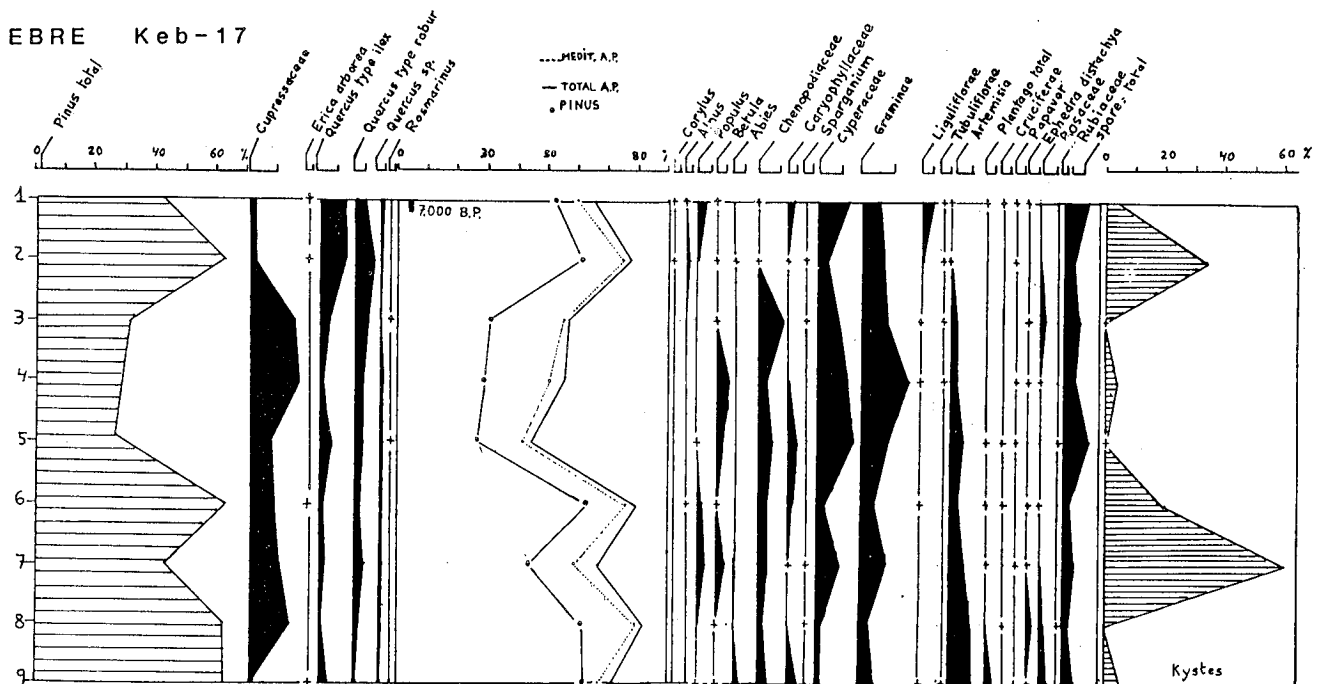 EBRE Keb-17
Pinus total
Cupressaceae
Erica arborea
Quercus type ilex
Quercus type robur
Quercus sp.
Rosmarinus
MEDIT. A.P.
TOTAL A.P.
PINUS
Corylus
Alnus
Populus
Betula
Abies
Chenopodiaceae
Caryophyllaceae
Sparganium
Cyperaceae
Graminae
Liguliflorae
Tubuliflorae
Artemisia
Plantago total
Cruciferae
Papaver
Ephedra distachya
Rosaceae
Rubiaceae
spore, total
0 20 40 60 % 0 30 60 80 % 0 20 40 60 %
1
7.000 B.P.
2
3
4
5
6
7
8
9
Kystes